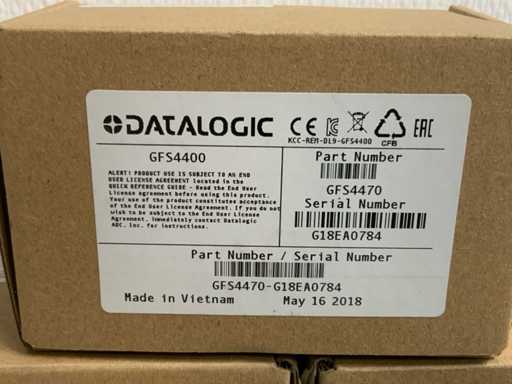 DATALOGIC
KCC-REM-DL9-GFS4400
CFB
EAC
GFS4400
ALERT! THIS PRODUCT IS SUBJECT TO AN END
USER LICENSE AGREEMENT located in the
QUICK REFERENCE GUIDE - Read the End User
License agreement before using this product.
Your use of the product constitutes acceptance
of the End User License Agreement. If you do not
wish to be subject to the End User License
Agreement, immediately contact Datalogic
ADC, Inc. for instructions.
Part Number
GFS4470
Serial Number
G18EA0784
Part Number / Serial Number
GFS4470-G18EA0784
Made in Vietnam
May 16 2018